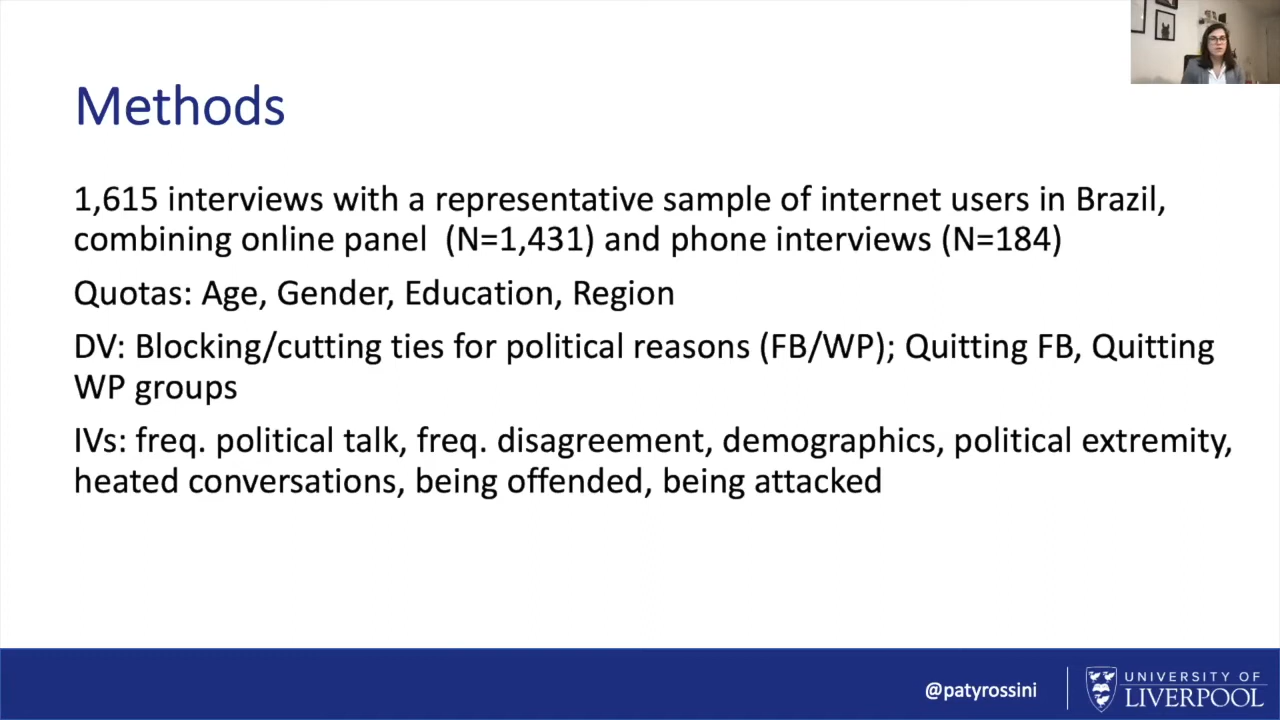 Methods
1,615 interviews with a representative sample of internet users in Brazil,
combining online panel (N=1,431) and phone interviews (N=184)
Quotas: Age, Gender, Education, Region
DV: Blocking/cutting ties for political reasons (FB/WP); Quitting FB, Quitting
WP groups
IVs: freq. political talk, freq. disagreement, demographics, political extremity,
heated conversations, being offended, being attacked
@patyrossini
UNIVERSITY OF
LIVERPOOL